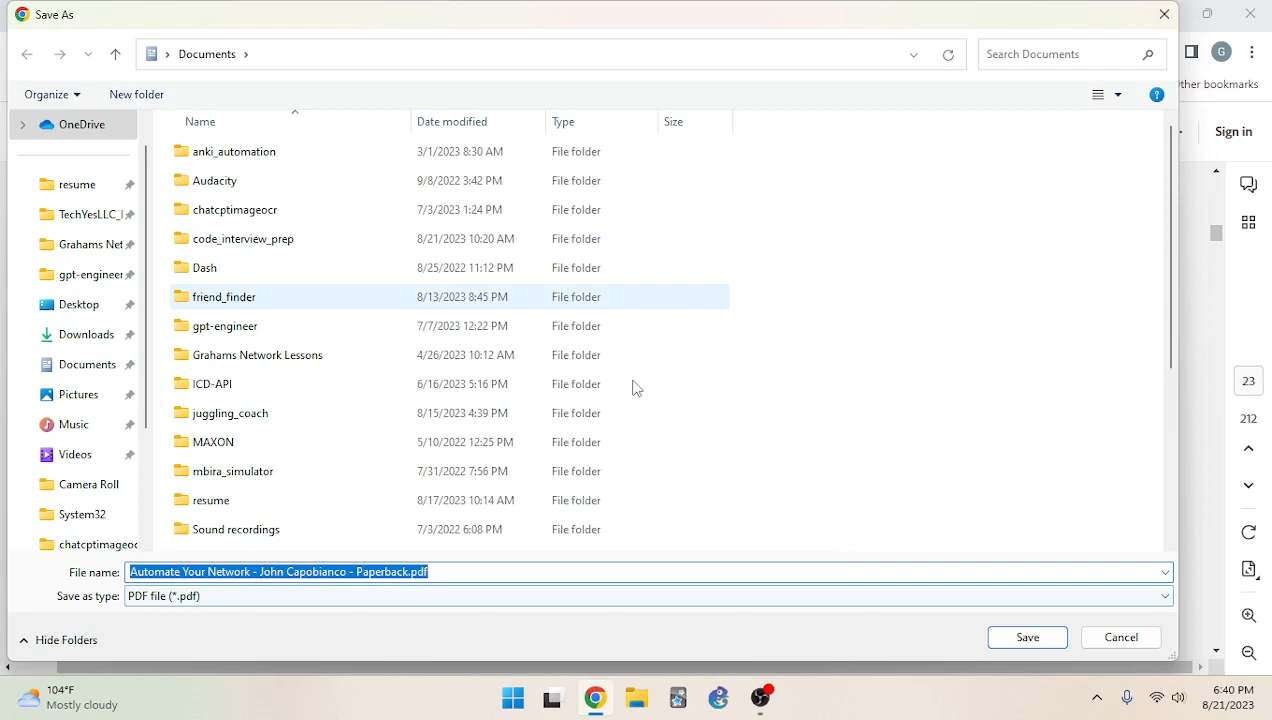 Save As
Documents
Search Documents
Other bookmarks
Organize
New folder
Sign in
OneDrive
resume
TechYesLLC_
Grahams Net
gpt-engineer
Desktop
Downloads
Documents
Pictures
Music
Videos
Camera Roll
System32
chatcptimageoc
Name Date modified Type Size
anki_automation 3/1/2023 8:30 AM File folder
Audacity 9/8/2022 3:42 PM File folder
chatcptimageocr 7/3/2023 1:24 PM File folder
code_interview_prep 8/21/2023 10:20 AM File folder
Dash 8/25/2022 11:12 PM File folder
friend_finder 8/13/2023 8:45 PM File folder
gpt-engineer 7/7/2023 12:22 PM File folder
Grahams Network Lessons 4/26/2023 10:12 AM File folder
ICD-API 6/16/2023 5:16 PM File folder
juggling_coach 8/15/2023 4:39 PM File folder
MAXON 5/10/2022 12:25 PM File folder
mbira_simulator 7/31/2022 7:56 PM File folder
resume 8/17/2023 10:14 AM File folder
Sound recordings 7/3/2022 6:08 PM File folder
G
23
212
File name: Automate Your Network - John Capobianco - Paperback.pdf
Save as type: PDF file (*.pdf)
Hide Folders
Save
Cancel
104°F
Mostly cloudy
6:40 PM
8/21/2023